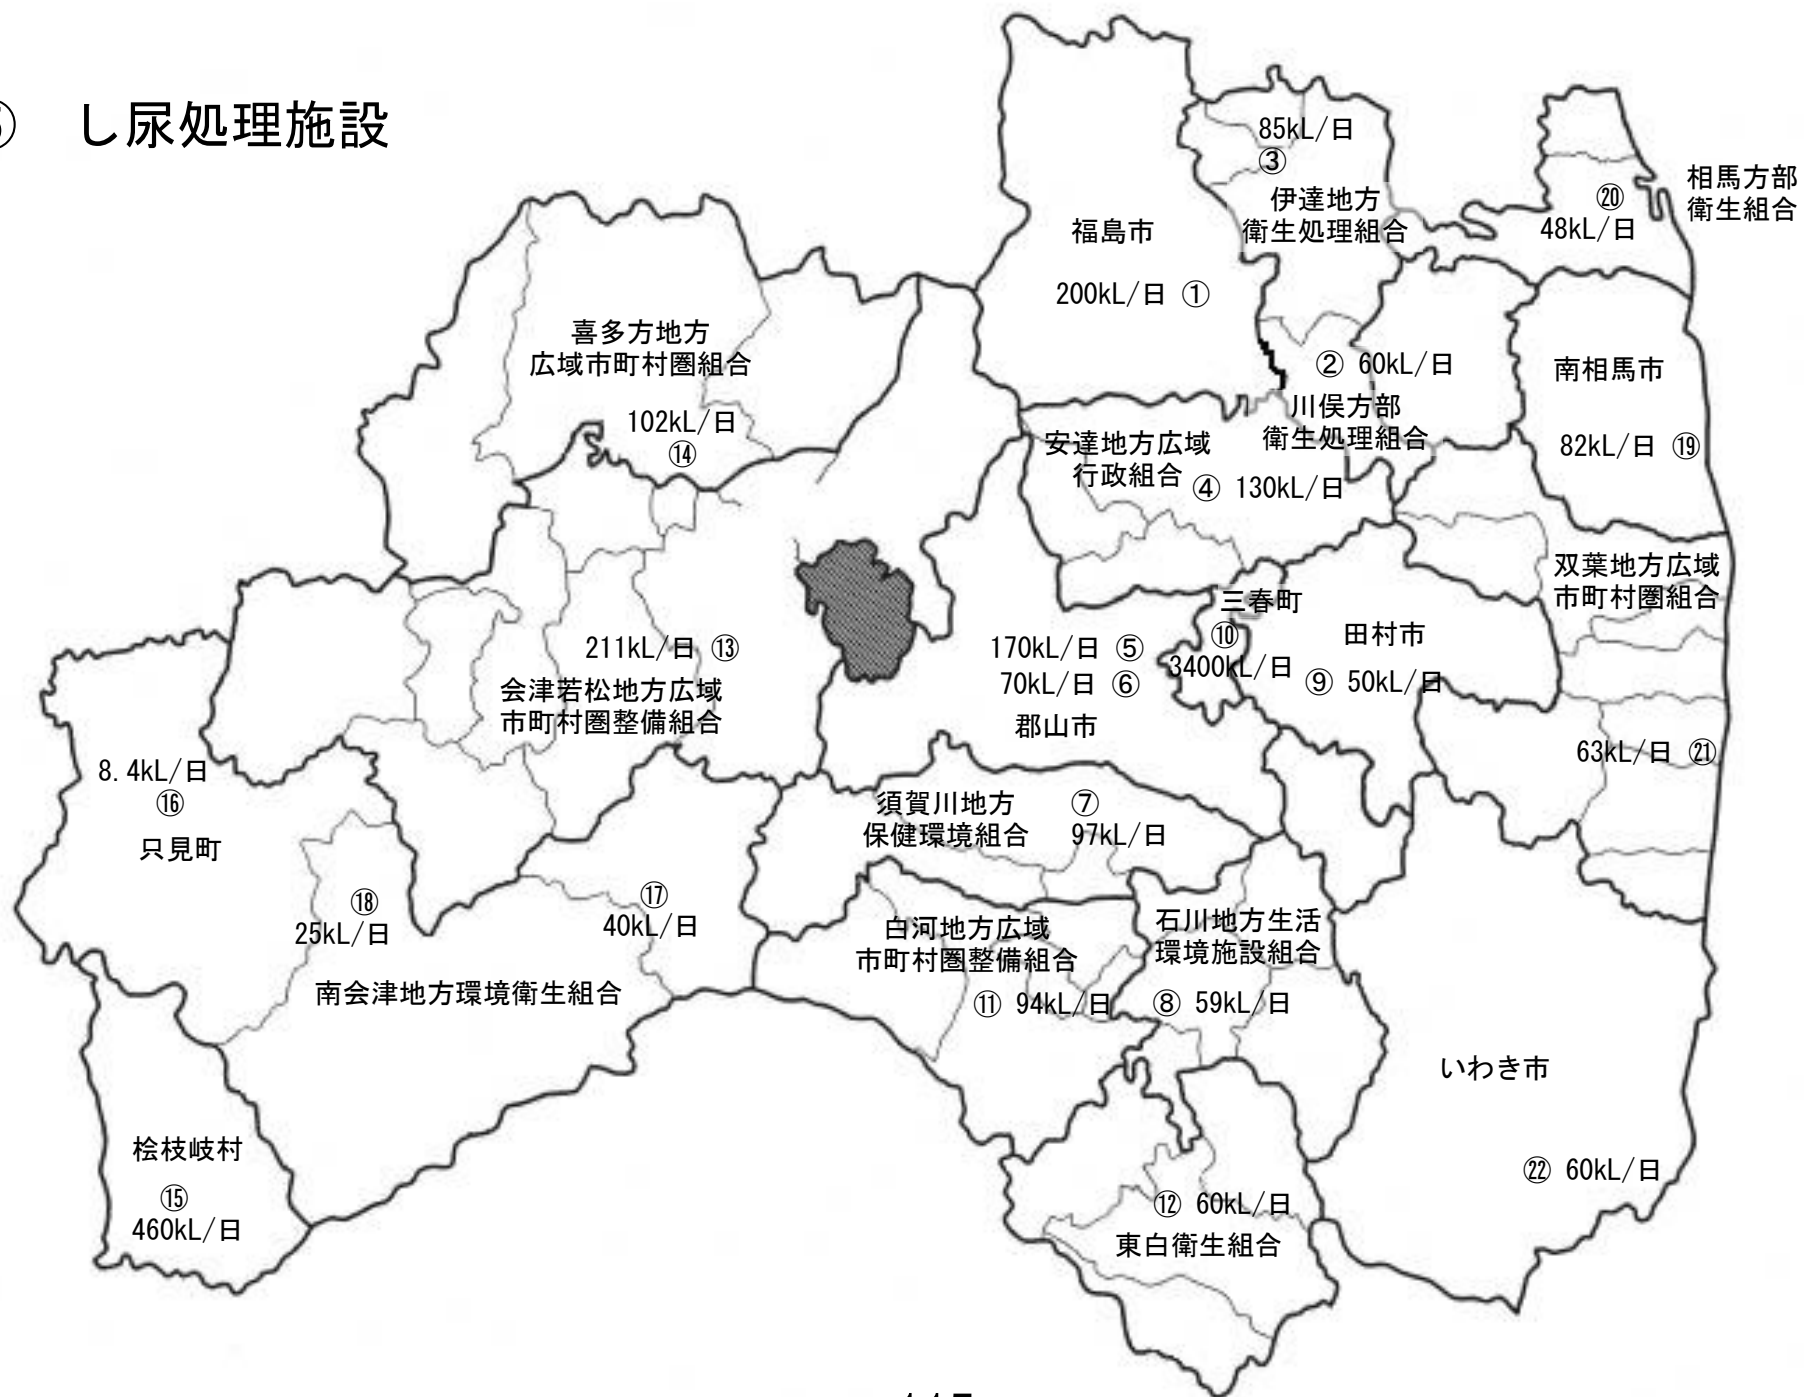 し尿処理施設
85kL/日
③
伊達地方
衛生処理組合
福島市
200kL/日 ①
相馬方部
衛生組合
⑳
48kL/日
喜多方地方
広域市町村圏組合
102kL/日
⑭
② 60kL/日
川俣方部
衛生処理組合
南相馬市
82kL/日 ⑲
安達地方広域
行政組合
④ 130kL/日
双葉地方広域
市町村圏組合
63kL/日 ㉑
三春町
⑩
3400kL/日
田村市
⑨ 50kL/日
170kL/日 ⑤
70kL/日 ⑥
郡山市
211kL/日 ⑬
会津若松地方広域
市町村圏整備組合
8.4kL/日
⑯
只見町
須賀川地方
保健環境組合
⑦
97kL/日
⑱
25kL/日
⑰
40kL/日
南会津地方環境衛生組合
白河地方広域
市町村圏整備組合
⑪ 94kL/日
石川地方生活
環境施設組合
⑧ 59kL/日
いわき市
㉒ 60kL/日
桧枝岐村
⑮
460kL/日
⑫ 60kL/日
東白衛生組合